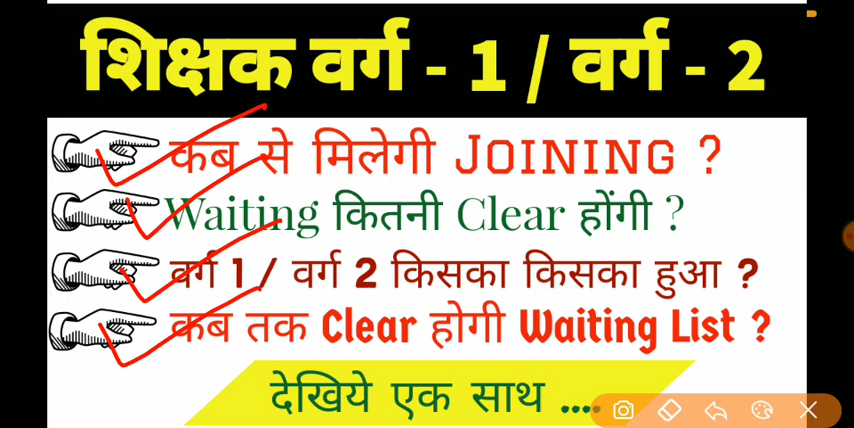 शिक्षक वर्ग - 1 / वर्ग - 2
कब से मिलेगी JOINING ?
Waiting कितनी Clear होंगी ?
वर्ग 1 / वर्ग 2 किसका किसका हुआ ?
कब तक Clear होगी Waiting List ?
देखिये एक साथ ....